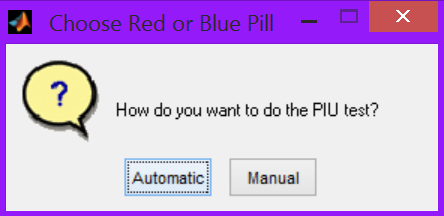 Choose Red or Blue Pill
?
How do you want to do the PIU test?
Automatic
Manual